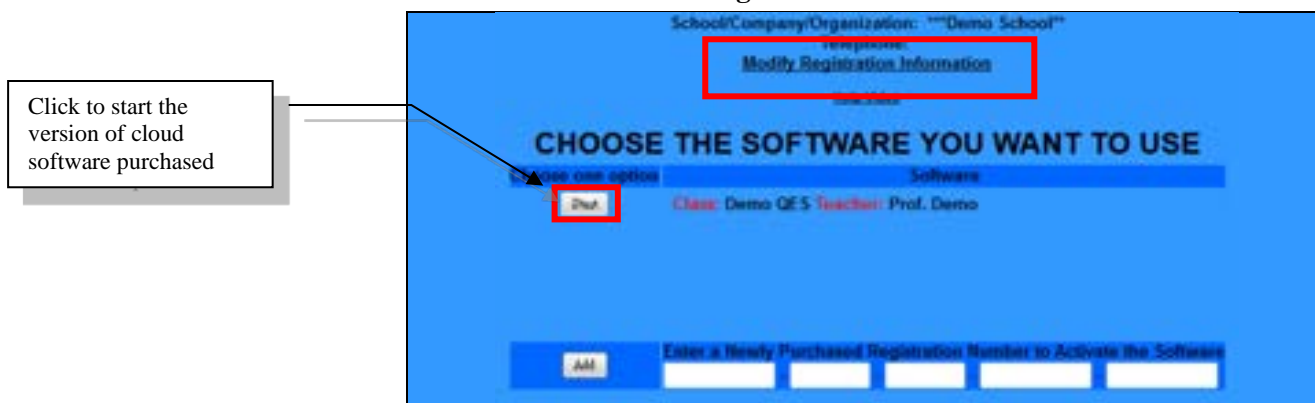 School/Company/Organization: ***Demo School**
Telephone:
Modify Registration Information
Click to start the
version of cloud
software purchased
CHOOSE THE SOFTWARE YOU WANT TO USE
Choose one option Software
Start Class: Demo QES Teacher: Prof. Demo
Enter a Newly Purchased Registration Number to Activate the Software
Add